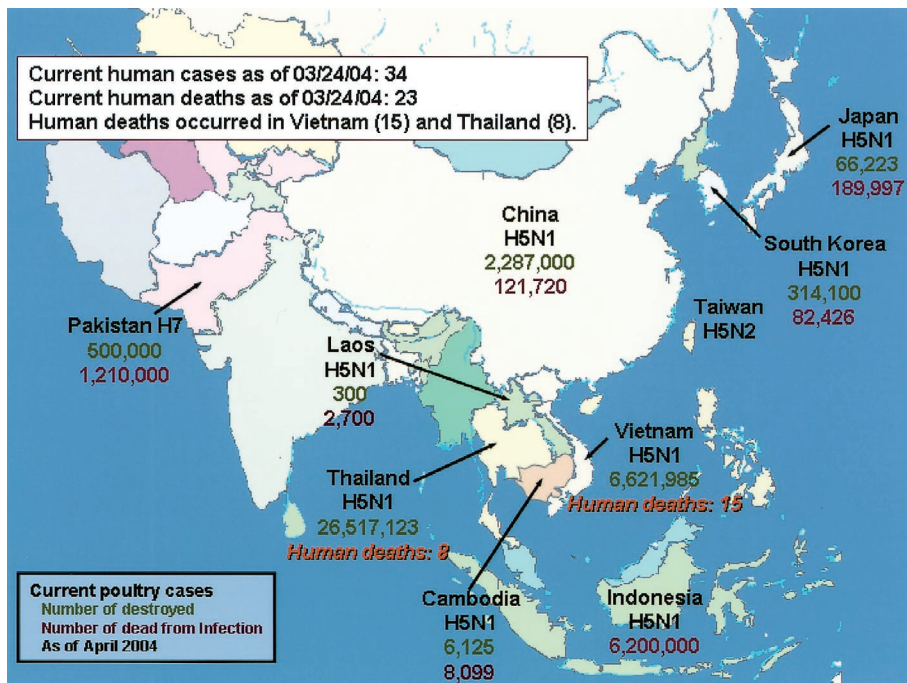 Current human cases as of 03/24/04: 34
Current human deaths as of 03/24/04: 23
Human deaths occurred in Vietnam (15) and Thailand (8).
Japan
H5N1
66,223
189,997
China
H5N1
2,287,000
121,720
South Korea
H5N1
314,100
82,426
Taiwan
H5N2
Pakistan H7
500,000
1,210,000
Laos
H5N1
300
2,700
Vietnam
H5N1
6,621,985
Human deaths: 15
Thailand
H5N1
26,517,123
Human deaths: 8
Cambodia
H5N1
6,125
8,099
Indonesia
H5N1
6,200,000
Current poultry cases
Number of destroyed
Number of dead from Infection
As of April 2004